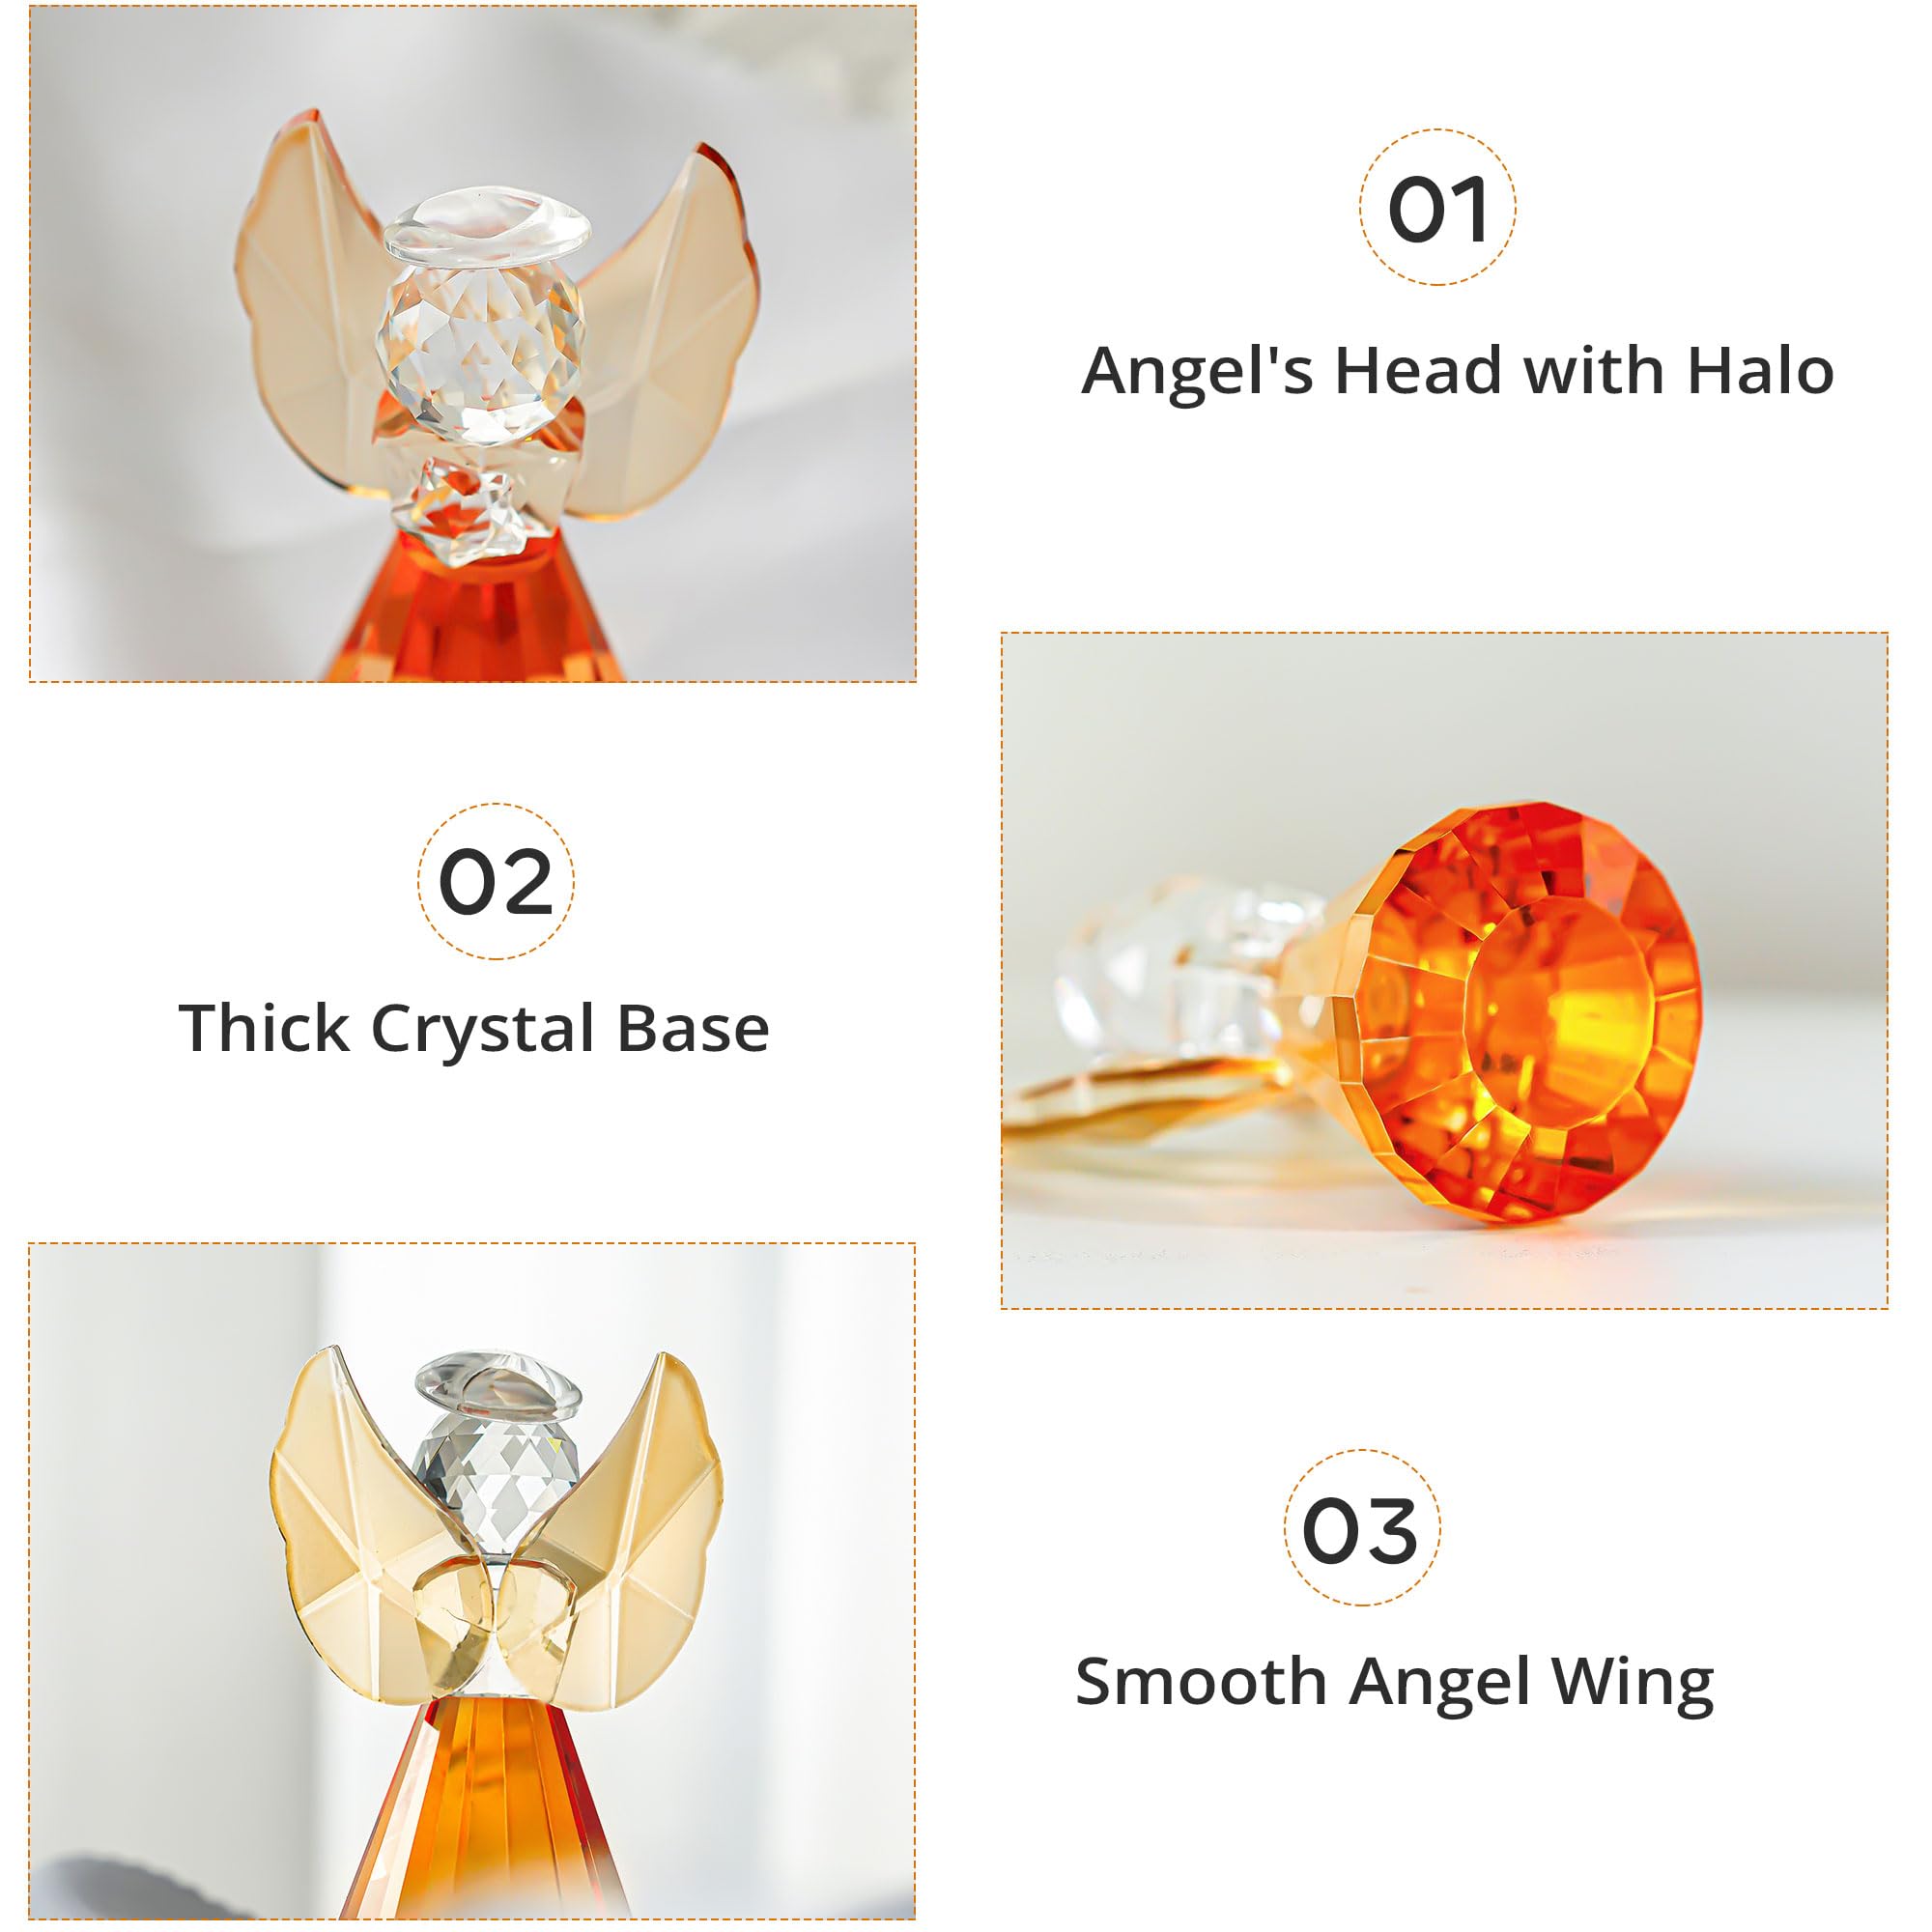 01
Angel's Head with Halo
02
Thick Crystal Base
03
Smooth Angel Wing